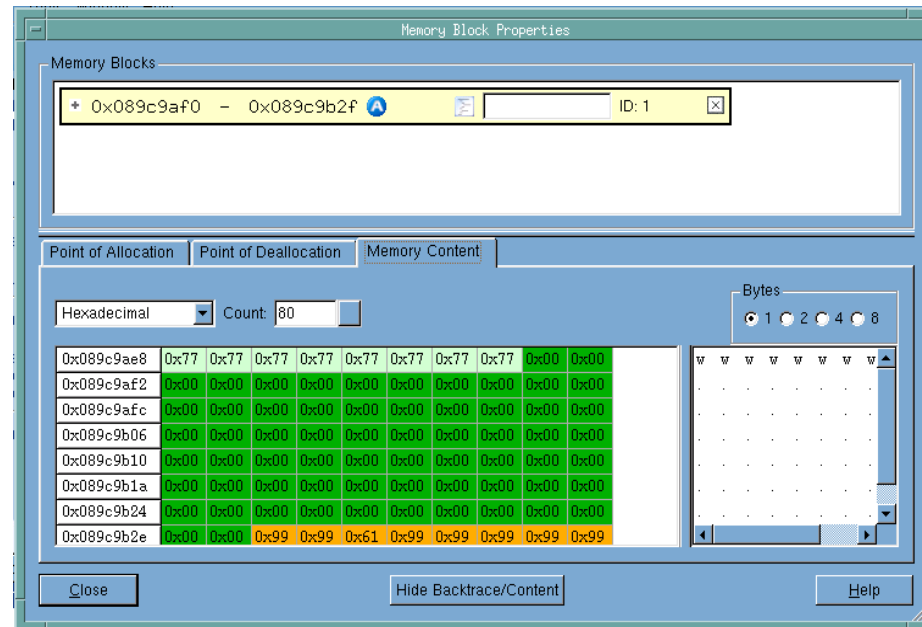 Memory Block Properties
Memory Blocks
+ 0x089c9af0 - 0x089c9b2f A ID: 1
Point of Allocation Point of Deallocation Memory Content
Hexadecimal Count: 80
Bytes
1 2 4 8
0x089c9ae8 0x77 0x77 0x77 0x77 0x77 0x77 0x77 0x77 0x00 0x00 w w w w w w w w
0x089c9af2 0x00 0x00 0x00 0x00 0x00 0x00 0x00 0x00 0x00 0x00 . . . . . . . .
0x089c9afc 0x00 0x00 0x00 0x00 0x00 0x00 0x00 0x00 0x00 0x00 . . . . . . . .
0x089c9b06 0x00 0x00 0x00 0x00 0x00 0x00 0x00 0x00 0x00 0x00 . . . . . . . .
0x089c9b10 0x00 0x00 0x00 0x00 0x00 0x00 0x00 0x00 0x00 0x00 . . . . . . . .
0x089c9b1a 0x00 0x00 0x00 0x00 0x00 0x00 0x00 0x00 0x00 0x00 . . . . . . . .
0x089c9b24 0x00 0x00 0x00 0x00 0x00 0x00 0x00 0x00 0x00 0x00 . . . . . . . .
0x089c9b2e 0x00 0x00 0x99 0x99 0x61 0x99 0x99 0x99 0x99 0x99
Close Hide Backtrace/Content Help